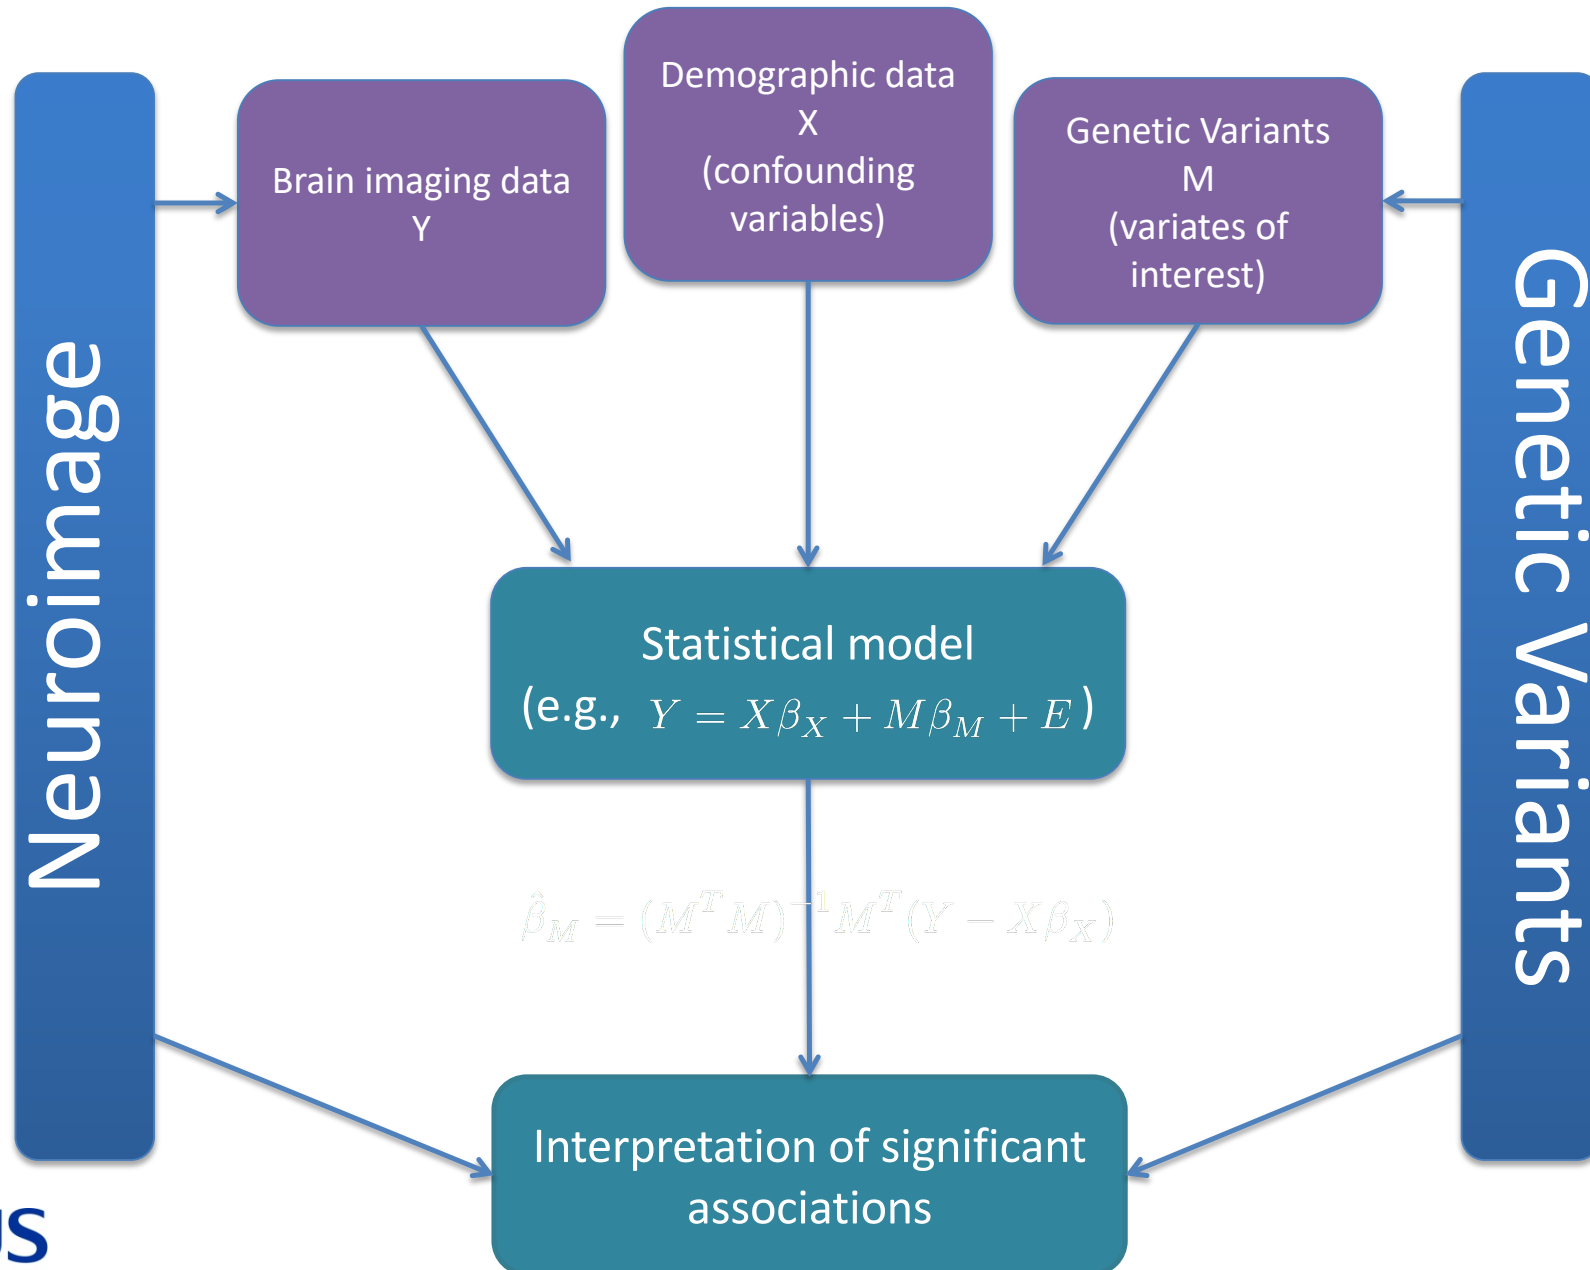 Neuroimage
Brain imaging data
Y
Demographic data
X
(confounding
variables)
Genetic Variants
M
(variates of
interest)
Genetic Variants
Statistical model
(e.g., Y = Xβ_X + Mβ_M + E)
β̂_M = (M^T M)^{-1} M^T (Y − Xβ_X)
Interpretation of significant
associations